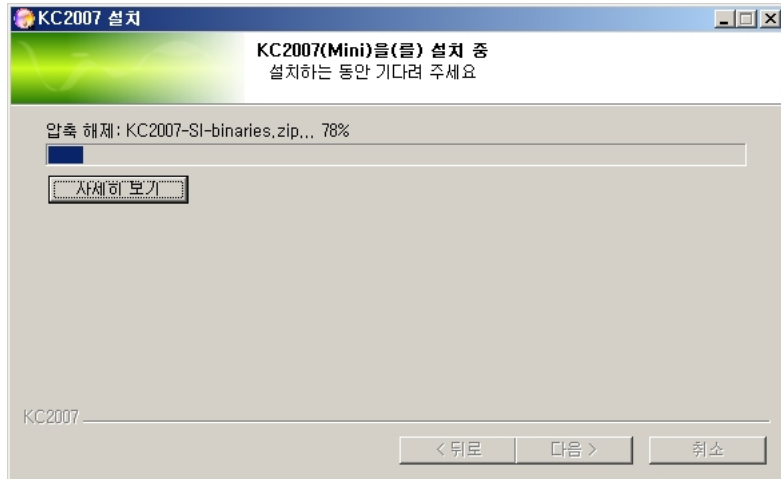 KC2007 설치
KC2007(Mini)을(를) 설치 중
설치하는 동안 기다려 주세요
압축 해제: KC2007-SI-binaries.zip... 78%
자세히 보기
KC2007
< 뒤로 다음 > 취소